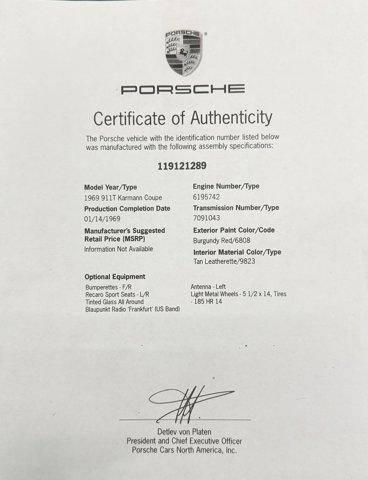 PORSCHE
PORSCHE
Certificate of Authenticity
The Porsche vehicle with the identification number listed below
was manufactured with the following assembly specifications:
119121289
Model Year/Type
1969 911T Karmann Coupe
Production Completion Date
01/14/1969
Manufacturer's Suggested
Retail Price (MSRP)
Information Not Available
Engine Number/Type
6195742
Transmission Number/Type
7091043
Exterior Paint Color/Code
Burgundy Red/6808
Interior Material Color/Type
Tan Leatherette/9823
Optional Equipment
Bumperettes - F/R
Recaro Sport Seats - L/R
Tinted Glass All Around
Blaupunkt Radio 'Frankfurt' (US Band)
Antenna - Left
Light Metal Wheels - 5 1/2 x 14, Tires
- 185 HR 14
Detlev von Platen
President and Chief Executive Officer
Porsche Cars North America, Inc.